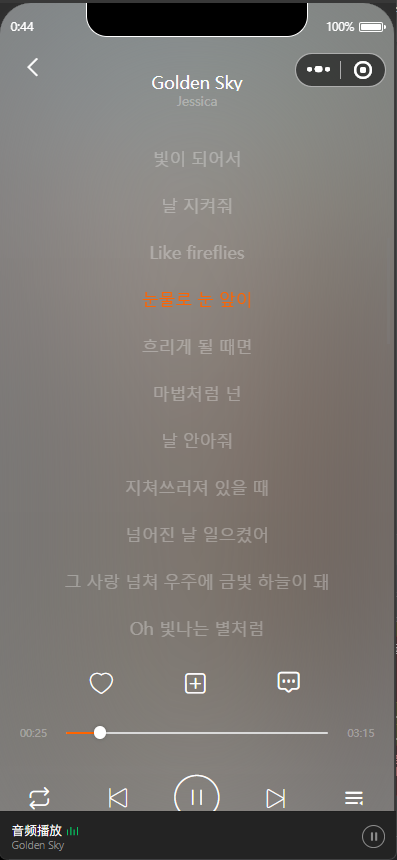 0:44
100%
Golden Sky
Jessica
빛이 되어서
날 지켜줘
Like fireflies
흐리게 될 때면
마법처럼 넌
날 안아줘
지쳐쓰러져 있을 때
넘어진 날 일으켰어
그 사랑 넘쳐 우주에 금빛 하늘이 돼
Oh 빛나는 별처럼
00:25
03:15
音频播放
Golden Sky